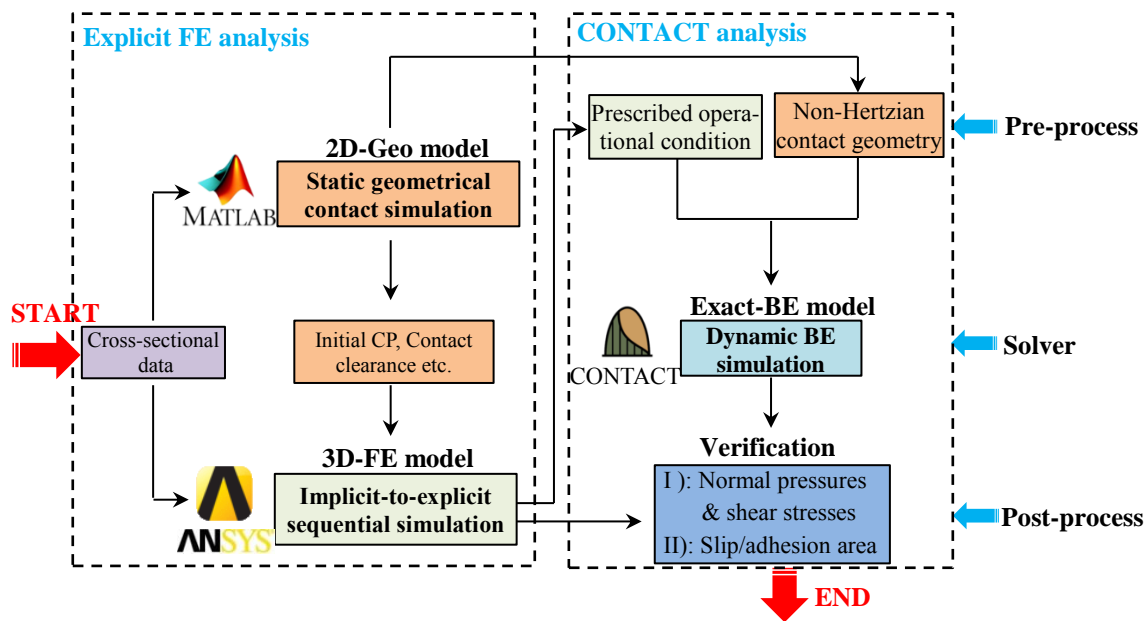 Explicit FE analysis
CONTACT analysis
Prescribed opera-
tional condition
Non-Hertzian
contact geometry
Pre-process
2D-Geo model
Static geometrical
contact simulation
MATLAB
START
Cross-sectional
data
Initial CP, Contact
clearance etc.
Exact-BE model
Dynamic BE
simulation
CONTACT
Solver
3D-FE model
Implicit-to-explicit
sequential simulation
ANSYS
Verification
I ): Normal pressures
& shear stresses
II): Slip/adhesion area
Post-process
END